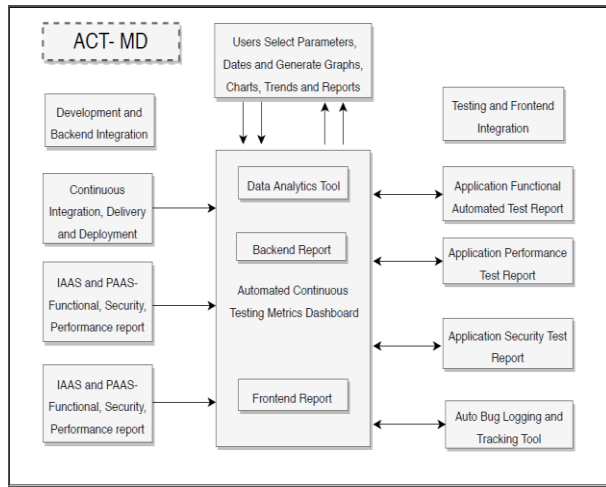 ACT- MD
Users Select Parameters,
Dates and Generate Graphs,
Charts, Trends and Reports
Development and
Backend Integration
Testing and Frontend
Integration
Continuous
Integration, Delivery
and Deployment
Data Analytics Tool
Application Functional
Automated Test Report
Backend Report
Application Performance
Test Report
IAAS and PAAS-
Functional, Security,
Performance report
Automated Continuous
Testing Metrics Dashboard
Application Security Test
Report
IAAS and PAAS-
Functional, Security,
Performance report
Frontend Report
Auto Bug Logging and
Tracking Tool